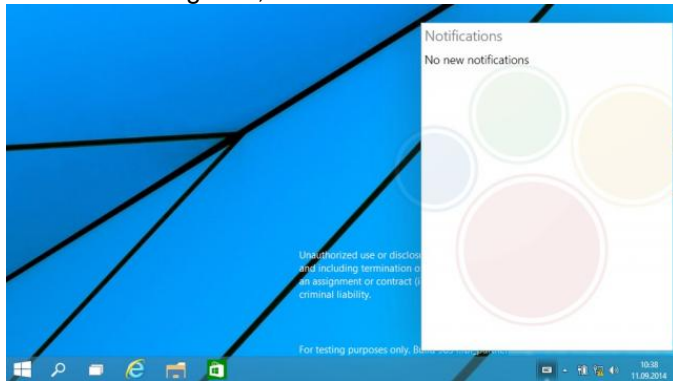 Notifications
No new notifications
Unauthorized use or disclos
and including termination o
an assignment or contract (i
criminal liability.
For testing purposes only. B
10:38
11.09.2014